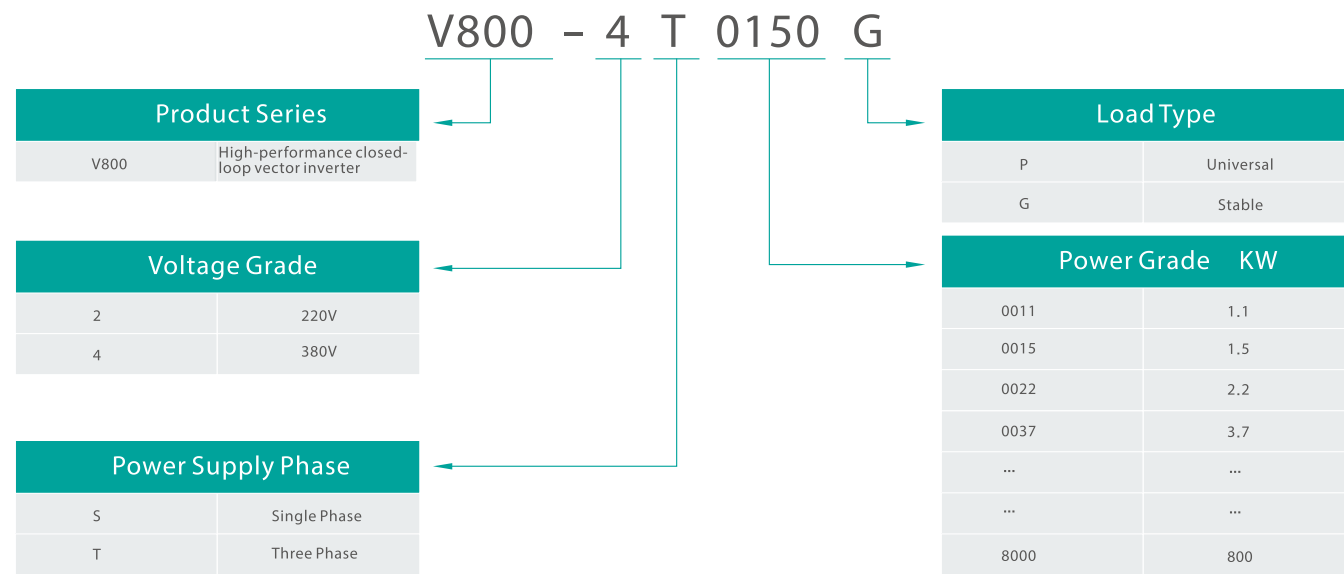 V800 – 4 T 0150 G
Product Series
V800 High-performance closed-
loop vector inverter
Voltage Grade
2 220V
4 380V
Power Supply Phase
S Single Phase
T Three Phase
Load Type
P Universal
G Stable
Power Grade KW
0011 1.1
0015 1.5
0022 2.2
0037 3.7
... ...
... ...
8000 800